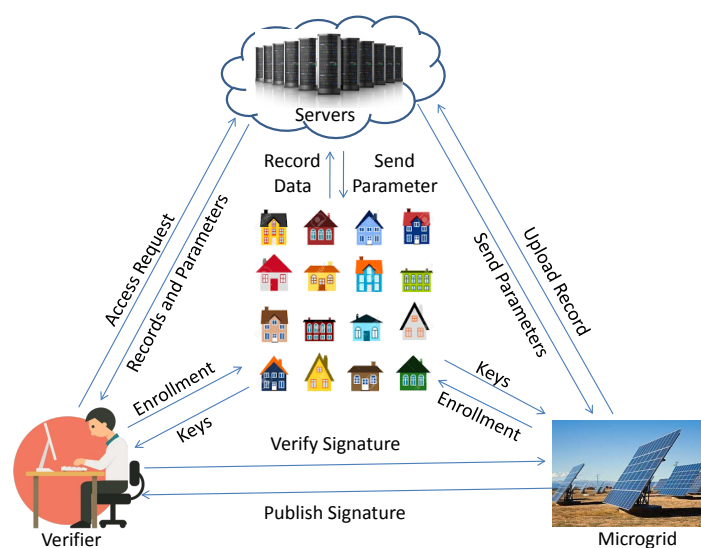 Servers
Record
Data
Send
Parameter
Access Request
Records and Parameters
Upload Record
Send Parameters
Enrollment
Keys
Keys
Enrollment
Verify Signature
Publish Signature
Verifier
Microgrid